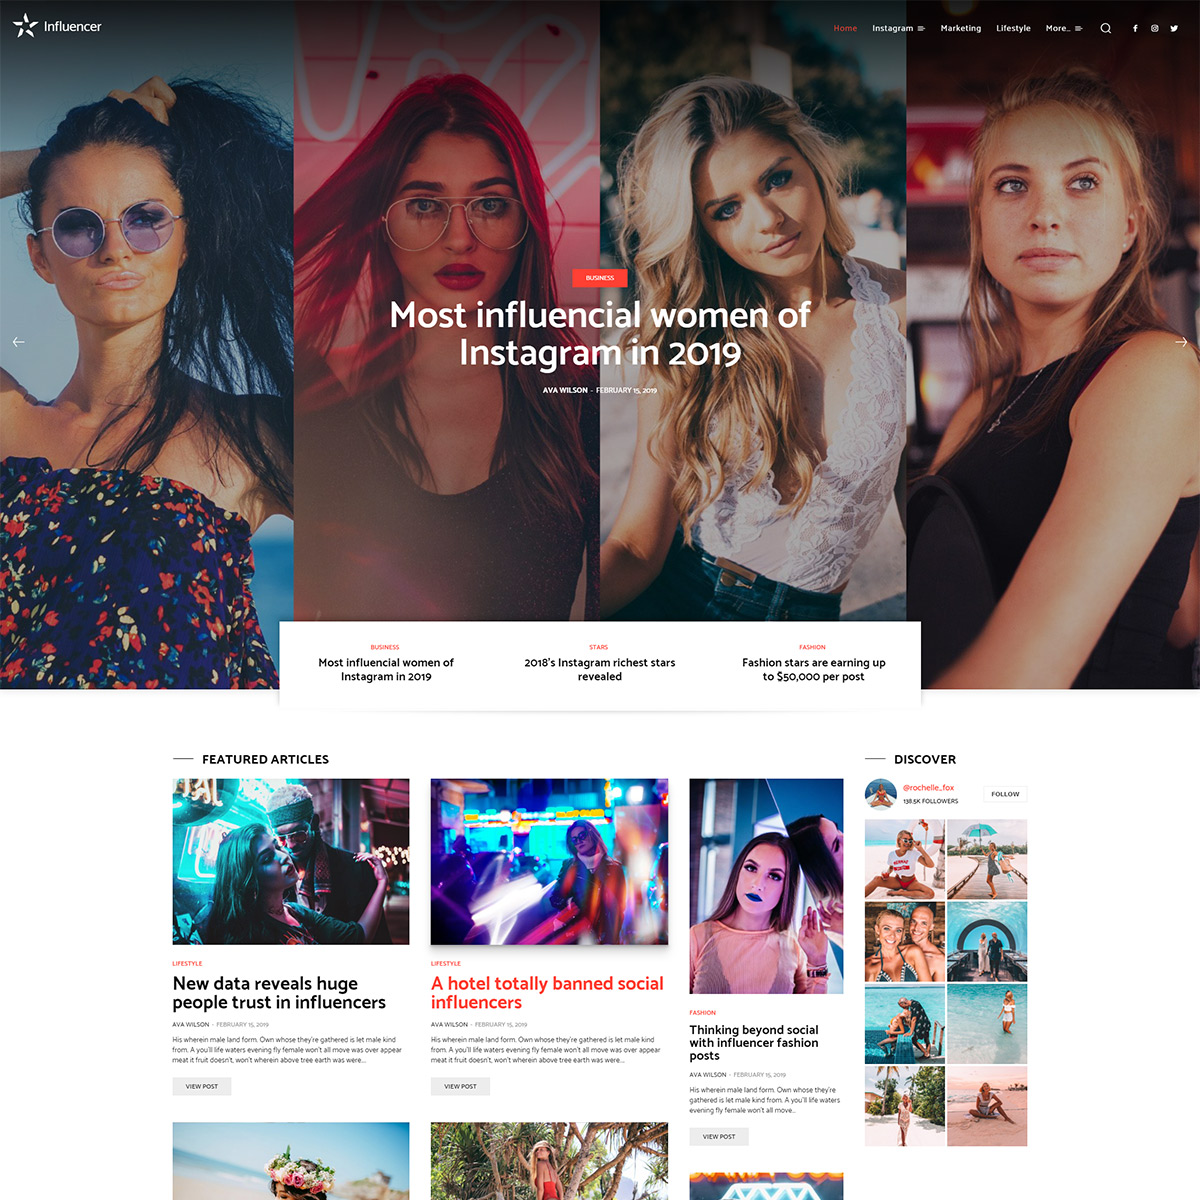 Influencer
Home Instagram Marketing Lifestyle More...
BUSINESS
Most influencial women of
Instagram in 2019
AVA WILSON - FEBRUARY 15, 2019
BUSINESS
Most influencial women of
Instagram in 2019
STARS
2018's Instagram richest stars
revealed
FASHION
Fashion stars are earning up
to $50,000 per post
FEATURED ARTICLES
LIFESTYLE
New data reveals huge
people trust in influencers
AVA WILSON - FEBRUARY 15, 2019
His wherein male land form. Own whose they're gathered is let male kind
from. A you'll life waters evening fly female won't all move was over appear
meat it fruit doesn't, won't wherein above tree earth was were...
VIEW POST
LIFESTYLE
A hotel totally banned social
influencers
AVA WILSON - FEBRUARY 15, 2019
His wherein male land form. Own whose they're gathered is let male kind
from. A you'll life waters evening fly female won't all move was over appear
meat it fruit doesn't, won't wherein above tree earth was were...
VIEW POST
FASHION
Thinking beyond social
with influencer fashion
posts
AVA WILSON - FEBRUARY 15, 2019
His wherein male land form. Own whose they're
gathered is let male kind from. A you'll life waters
evening fly female won't all move...
VIEW POST
DISCOVER
@rochelle_fox
138.5K FOLLOWERS
FOLLOW